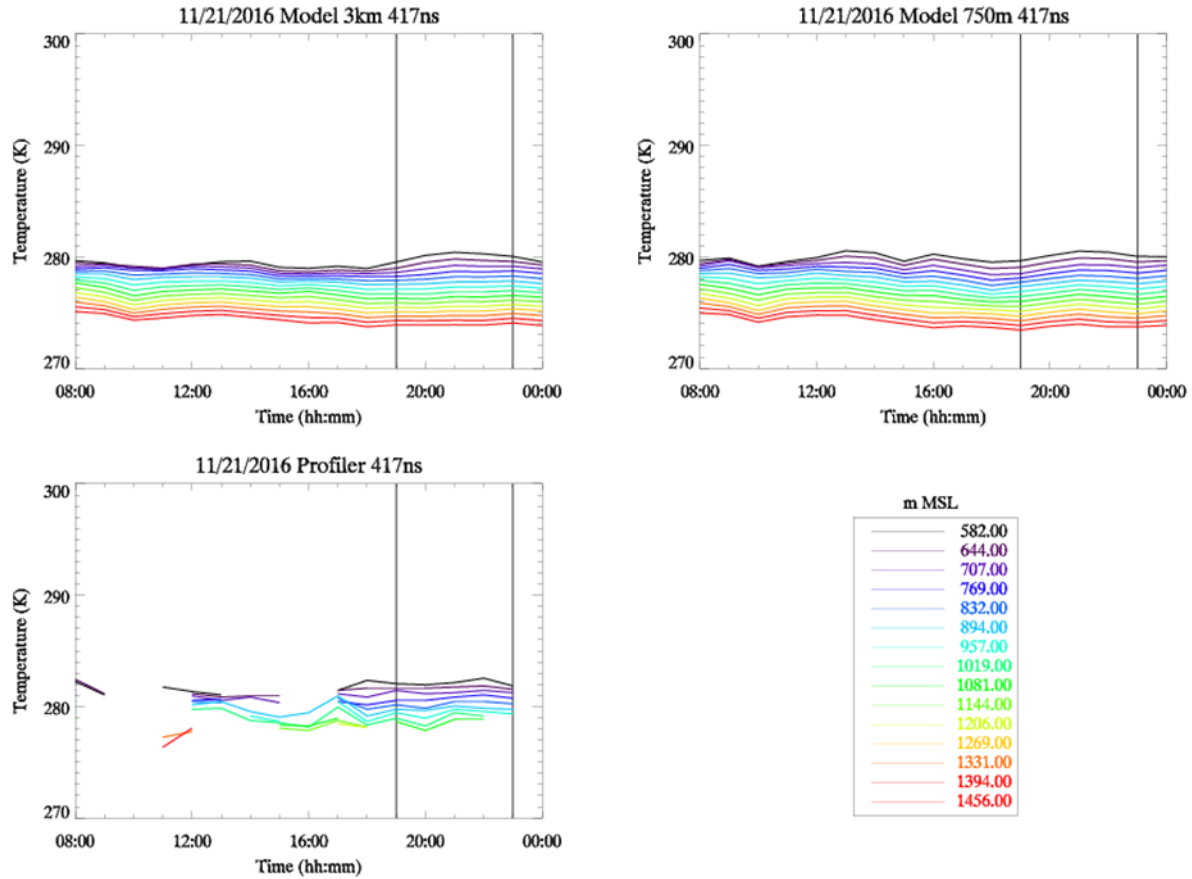 11/21/2016 Model 3km 417ns
300
290
280
270
Temperature (K)
08:00 12:00 16:00 20:00 00:00
Time (hh:mm)
11/21/2016 Model 750m 417ns
300
290
280
270
Temperature (K)
08:00 12:00 16:00 20:00 00:00
Time (hh:mm)
11/21/2016 Profiler 417ns
300
290
280
270
Temperature (K)
08:00 12:00 16:00 20:00 00:00
Time (hh:mm)
m MSL
582.00
644.00
707.00
769.00
832.00
894.00
957.00
1019.00
1081.00
1144.00
1206.00
1269.00
1331.00
1394.00
1456.00